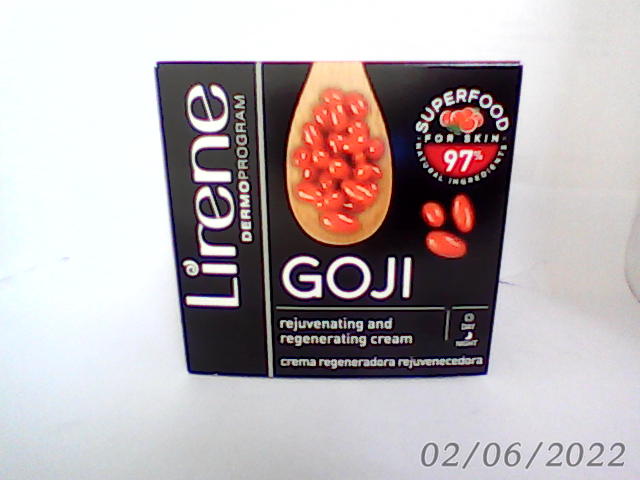 Lirene
DERMOPROGRAM
SUPERFOOD
FOR SKIN
97%
NATURAL INGREDIENTS
GOJI
rejuvenating and
regenerating cream
DAY
NIGHT
crema regeneradora rejuvenecedora
02/06/2022